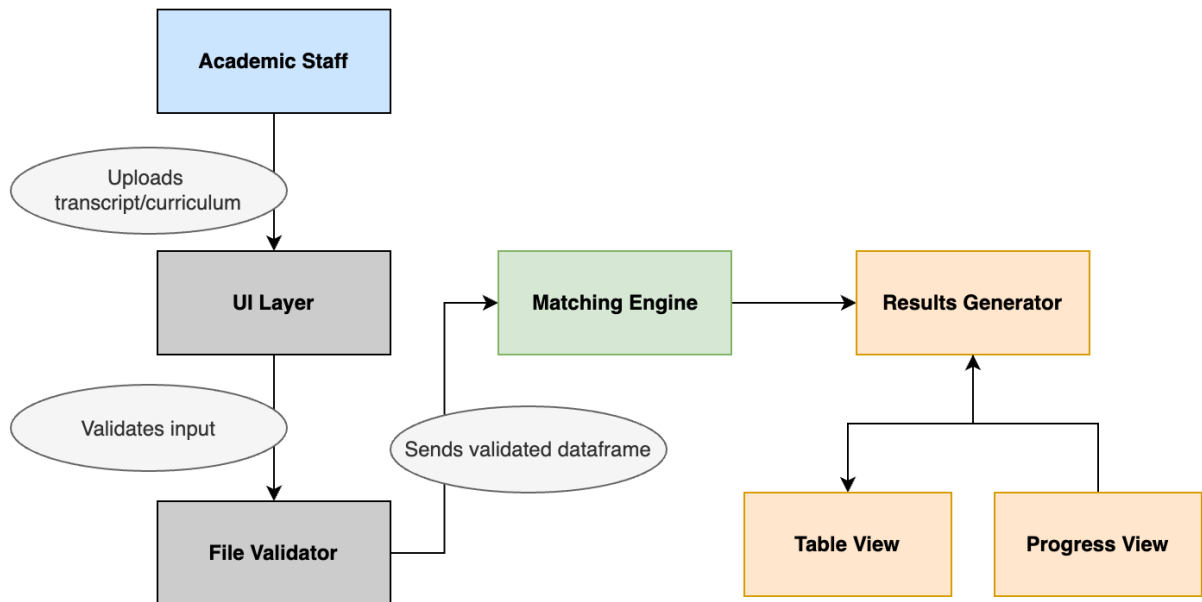 Academic Staff
Uploads
transcript/curriculum
UI Layer
Matching Engine
Results Generator
Validates input
Sends validated dataframe
File Validator
Table View
Progress View